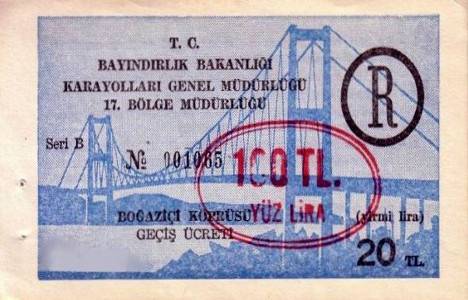 T. C.
BAYINDIRLIK BAKANLIĞI
KARAYOLLARI GENEL MÜDÜRLÜĞÜ
17. BÖLGE MÜDÜRLÜĞÜ
R
Seri B
№ 001065
100 TL.
YÜZ LİRA
BOĞAZİÇİ KÖPRÜSÜ
GEÇİŞ ÜCRETİ
(yirmi lira)
20 TL.